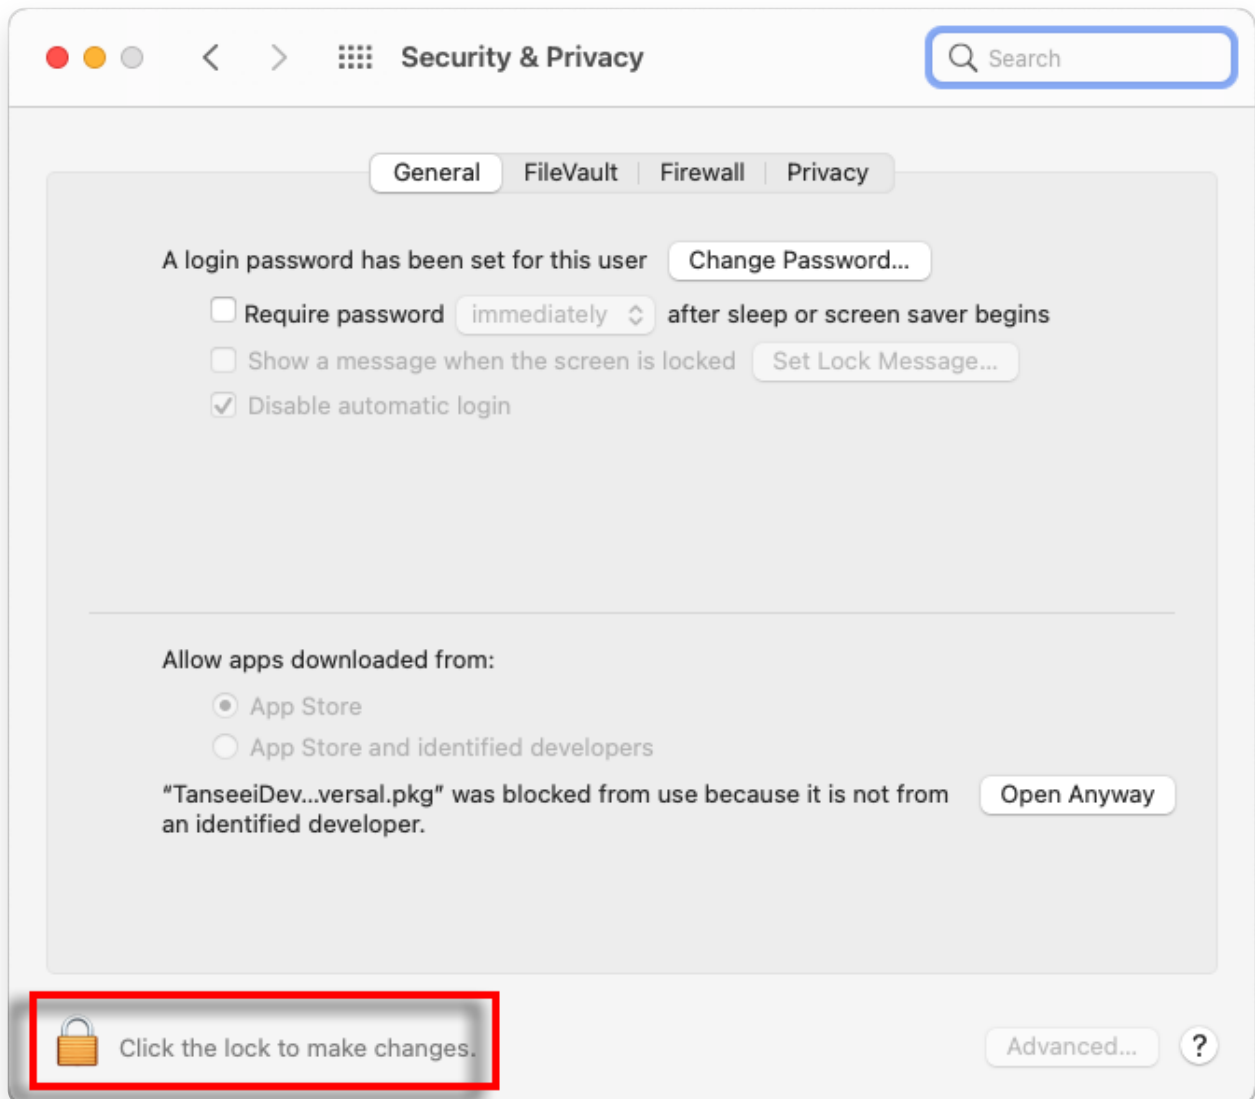 Security & Privacy
Search
General
FileVault
Firewall
Privacy
A login password has been set for this user
Change Password...
Require password
immediately
after sleep or screen saver begins
Show a message when the screen is locked
Set Lock Message...
Disable automatic login
Allow apps downloaded from:
App Store
App Store and identified developers
"TanseeiDev...versal.pkg" was blocked from use because it is not from
an identified developer.
Open Anyway
Click the lock to make changes.
Advanced...
?